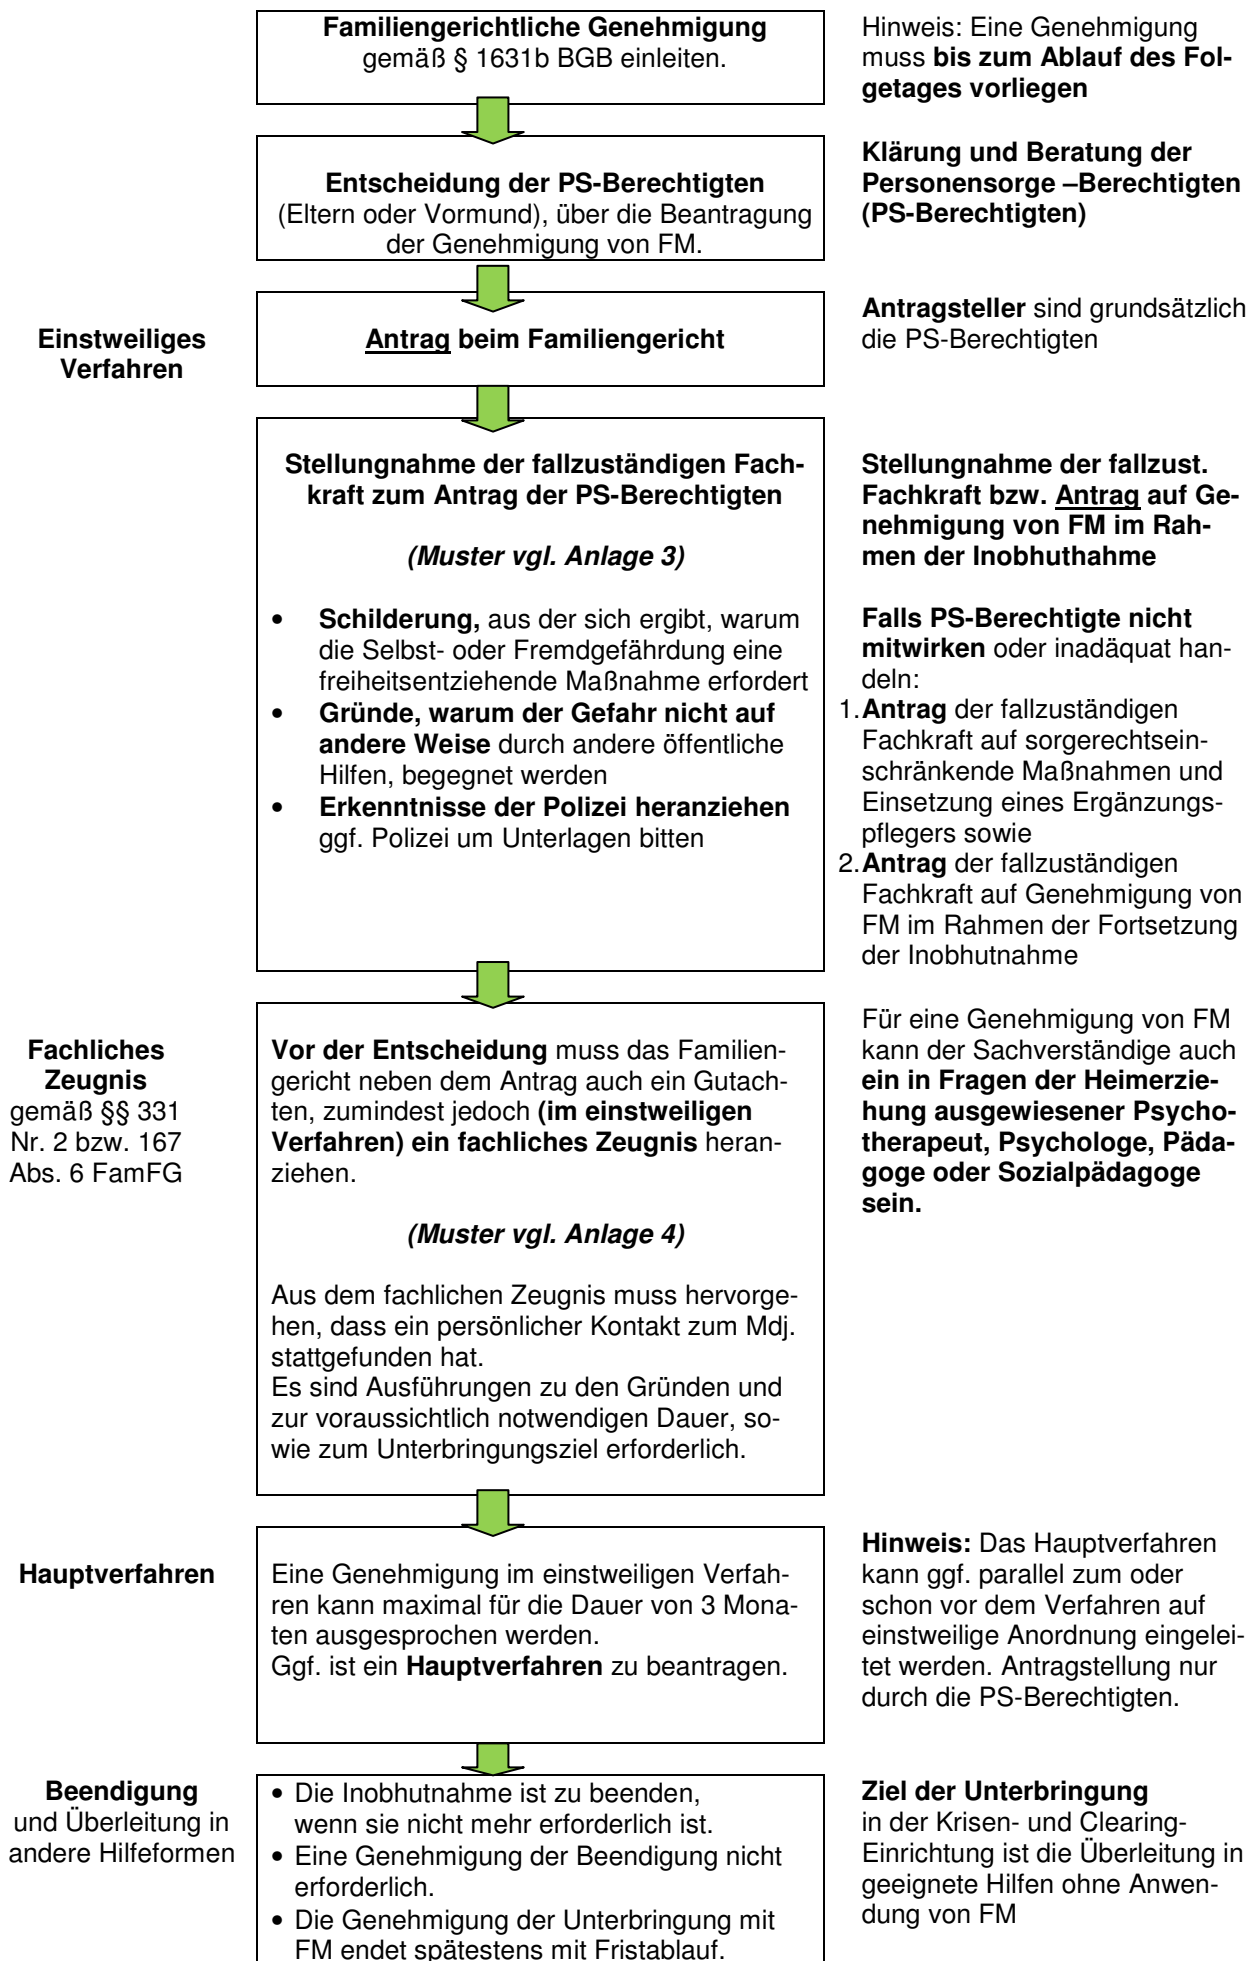 Familiengerichtliche Genehmigung
gemäß § 1631b BGB einleiten.
Hinweis: Eine Genehmigung
muss bis zum Ablauf des Fol-
getages vorliegen
Entscheidung der PS-Berechtigten
(Eltern oder Vormund), über die Beantragung
der Genehmigung von FM.
Klärung und Beratung der
Personensorge –Berechtigten
(PS-Berechtigten)
Einstweiliges
Verfahren
Antrag beim Familiengericht
Antragsteller sind grundsätzlich
die PS-Berechtigten
Stellungnahme der fallzuständigen Fach-
kraft zum Antrag der PS-Berechtigten
(Muster vgl. Anlage 3)
• Schilderung, aus der sich ergibt, warum
die Selbst- oder Fremdgefährdung eine
freiheitsentziehende Maßnahme erfordert
• Gründe, warum der Gefahr nicht auf
andere Weise durch andere öffentliche
Hilfen, begegnet werden
• Erkenntnisse der Polizei heranziehen
ggf. Polizei um Unterlagen bitten
Stellungnahme der fallzust.
Fachkraft bzw. Antrag auf Ge-
nehmigung von FM im Rah-
men der Inobhuthahme
Falls PS-Berechtigte nicht
mitwirken oder inadäquat han-
deln:
1. Antrag der fallzuständigen
Fachkraft auf sorgerechtsein-
schränkende Maßnahmen und
Einsetzung eines Ergänzungs-
pflegers sowie
2. Antrag der fallzuständigen
Fachkraft auf Genehmigung von
FM im Rahmen der Fortsetzung
der Inobhutnahme
Fachliches
Zeugnis
gemäß §§ 331
Nr. 2 bzw. 167
Abs. 6 FamFG
Vor der Entscheidung muss das Familien-
gericht neben dem Antrag auch ein Gutach-
ten, zumindest jedoch (im einstweiligen
Verfahren) ein fachliches Zeugnis heran-
ziehen.
(Muster vgl. Anlage 4)
Aus dem fachlichen Zeugnis muss hervorge-
hen, dass ein persönlicher Kontakt zum Mdj.
stattgefunden hat.
Es sind Ausführungen zu den Gründen und
zur voraussichtlich notwendigen Dauer, so-
wie zum Unterbringungsziel erforderlich.
Für eine Genehmigung von FM
kann der Sachverständige auch
ein in Fragen der Heimerzie-
hung ausgewiesener Psycho-
therapeut, Psychologe, Päda-
goge oder Sozialpädagoge
sein.
Hauptverfahren
Eine Genehmigung im einstweiligen Verfah-
ren kann maximal für die Dauer von 3 Mona-
ten ausgesprochen werden.
Ggf. ist ein Hauptverfahren zu beantragen.
Hinweis: Das Hauptverfahren
kann ggf. parallel zum oder
schon vor dem Verfahren auf
einstweilige Anordnung eingelei-
tet werden. Antragstellung nur
durch die PS-Berechtigten.
Beendigung
und Überleitung in
andere Hilfeformen
• Die Inobhutnahme ist zu beenden,
wenn sie nicht mehr erforderlich ist.
• Eine Genehmigung der Beendigung nicht
erforderlich.
• Die Genehmigung der Unterbringung mit
FM endet spätestens mit Fristablauf.
Ziel der Unterbringung
in der Krisen- und Clearing-
Einrichtung ist die Überleitung in
geeignete Hilfen ohne Anwen-
dung von FM